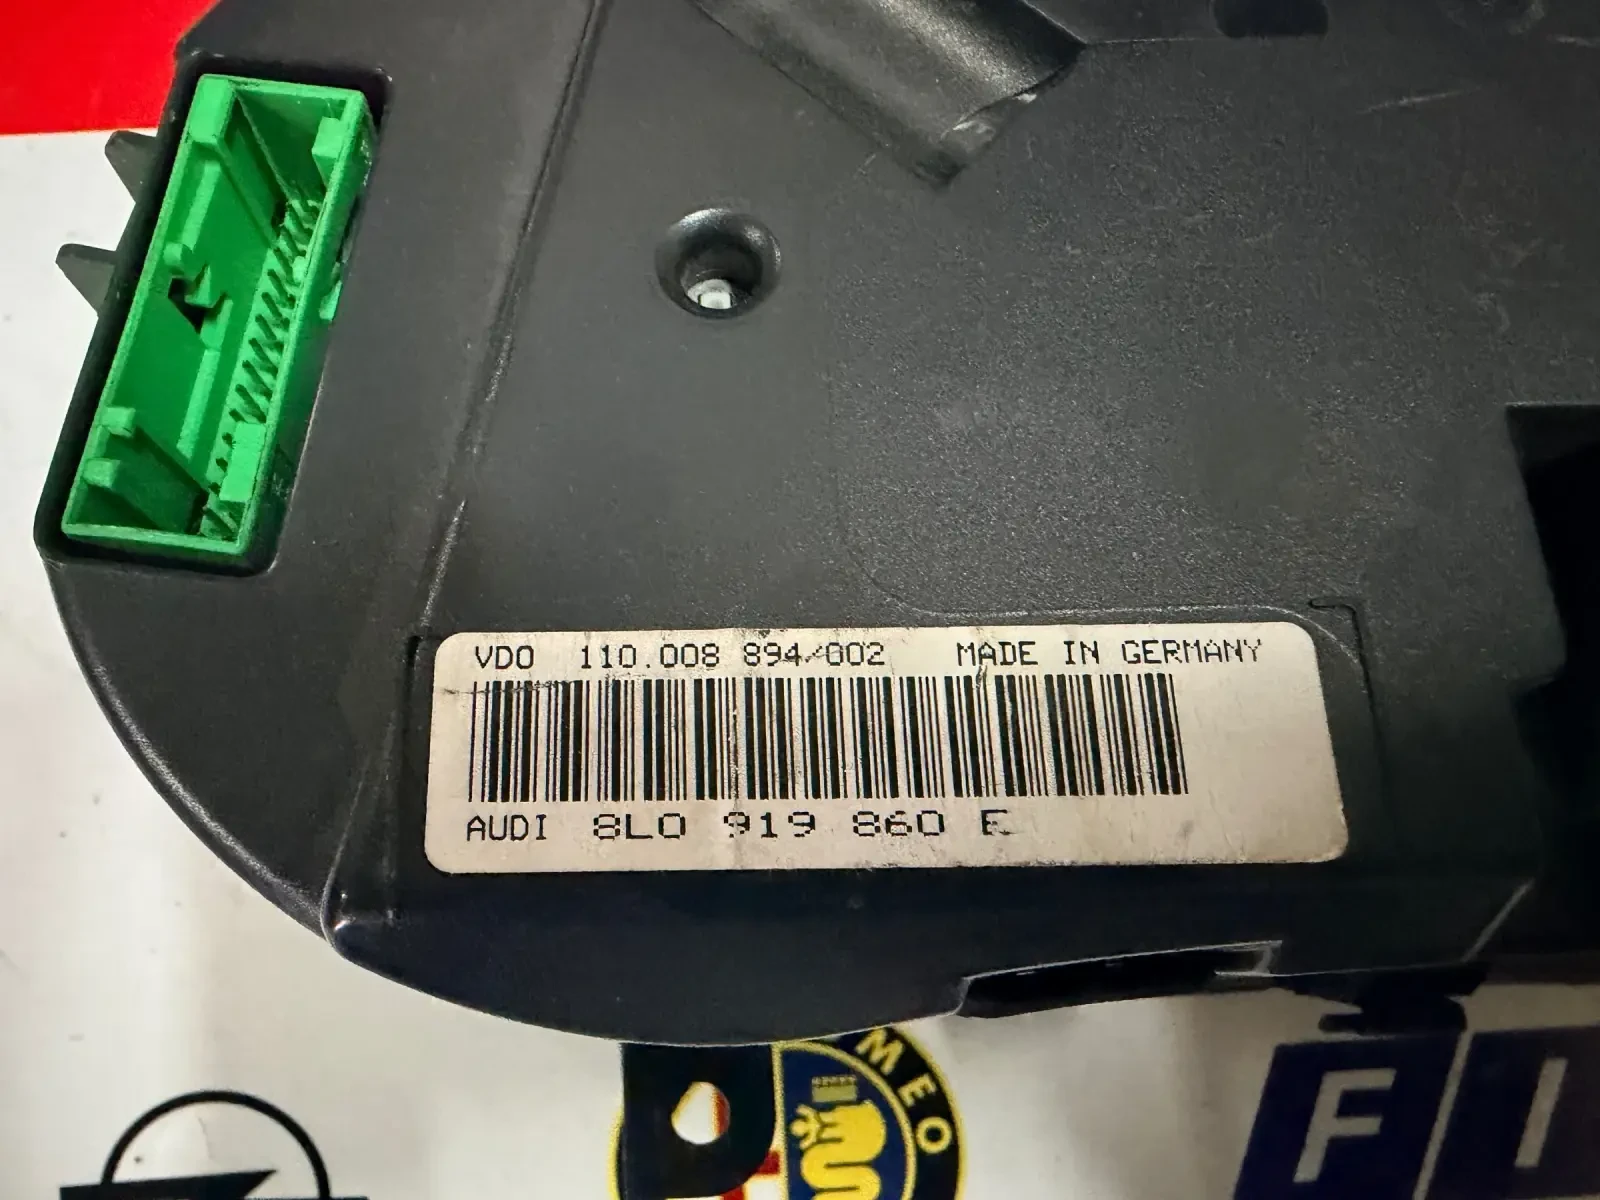 VDO 110.008 894/002 MADE IN GERMANY
AUDI 8L0 919 860 E
MEO
FI